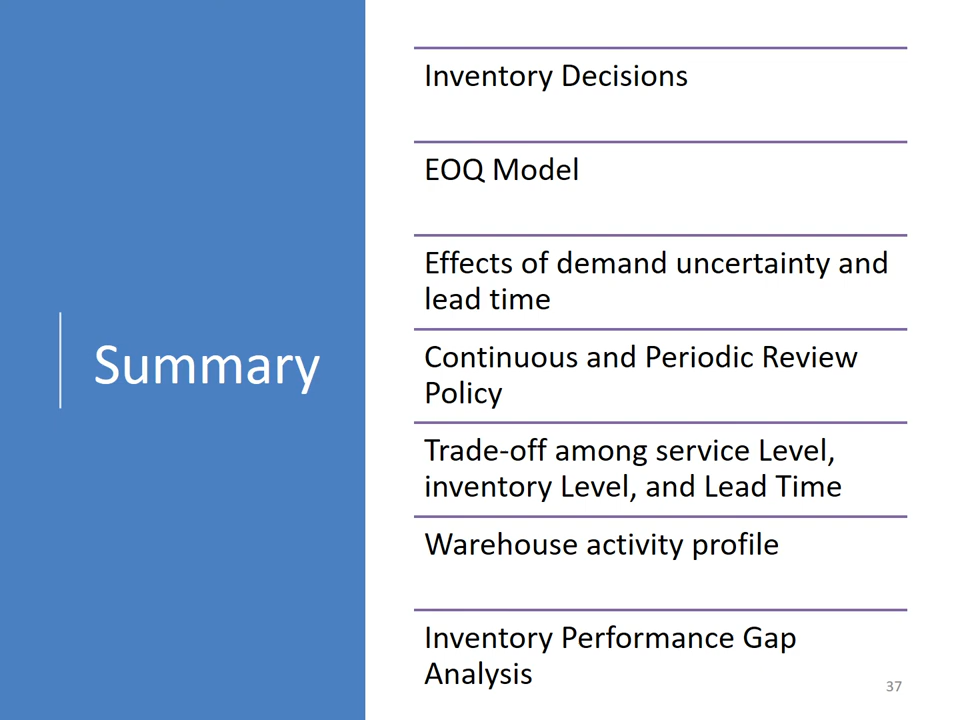 Summary
Inventory Decisions
EOQ Model
Effects of demand uncertainty and
lead time
Continuous and Periodic Review
Policy
Trade-off among service Level,
inventory Level, and Lead Time
Warehouse activity profile
Inventory Performance Gap
Analysis
37